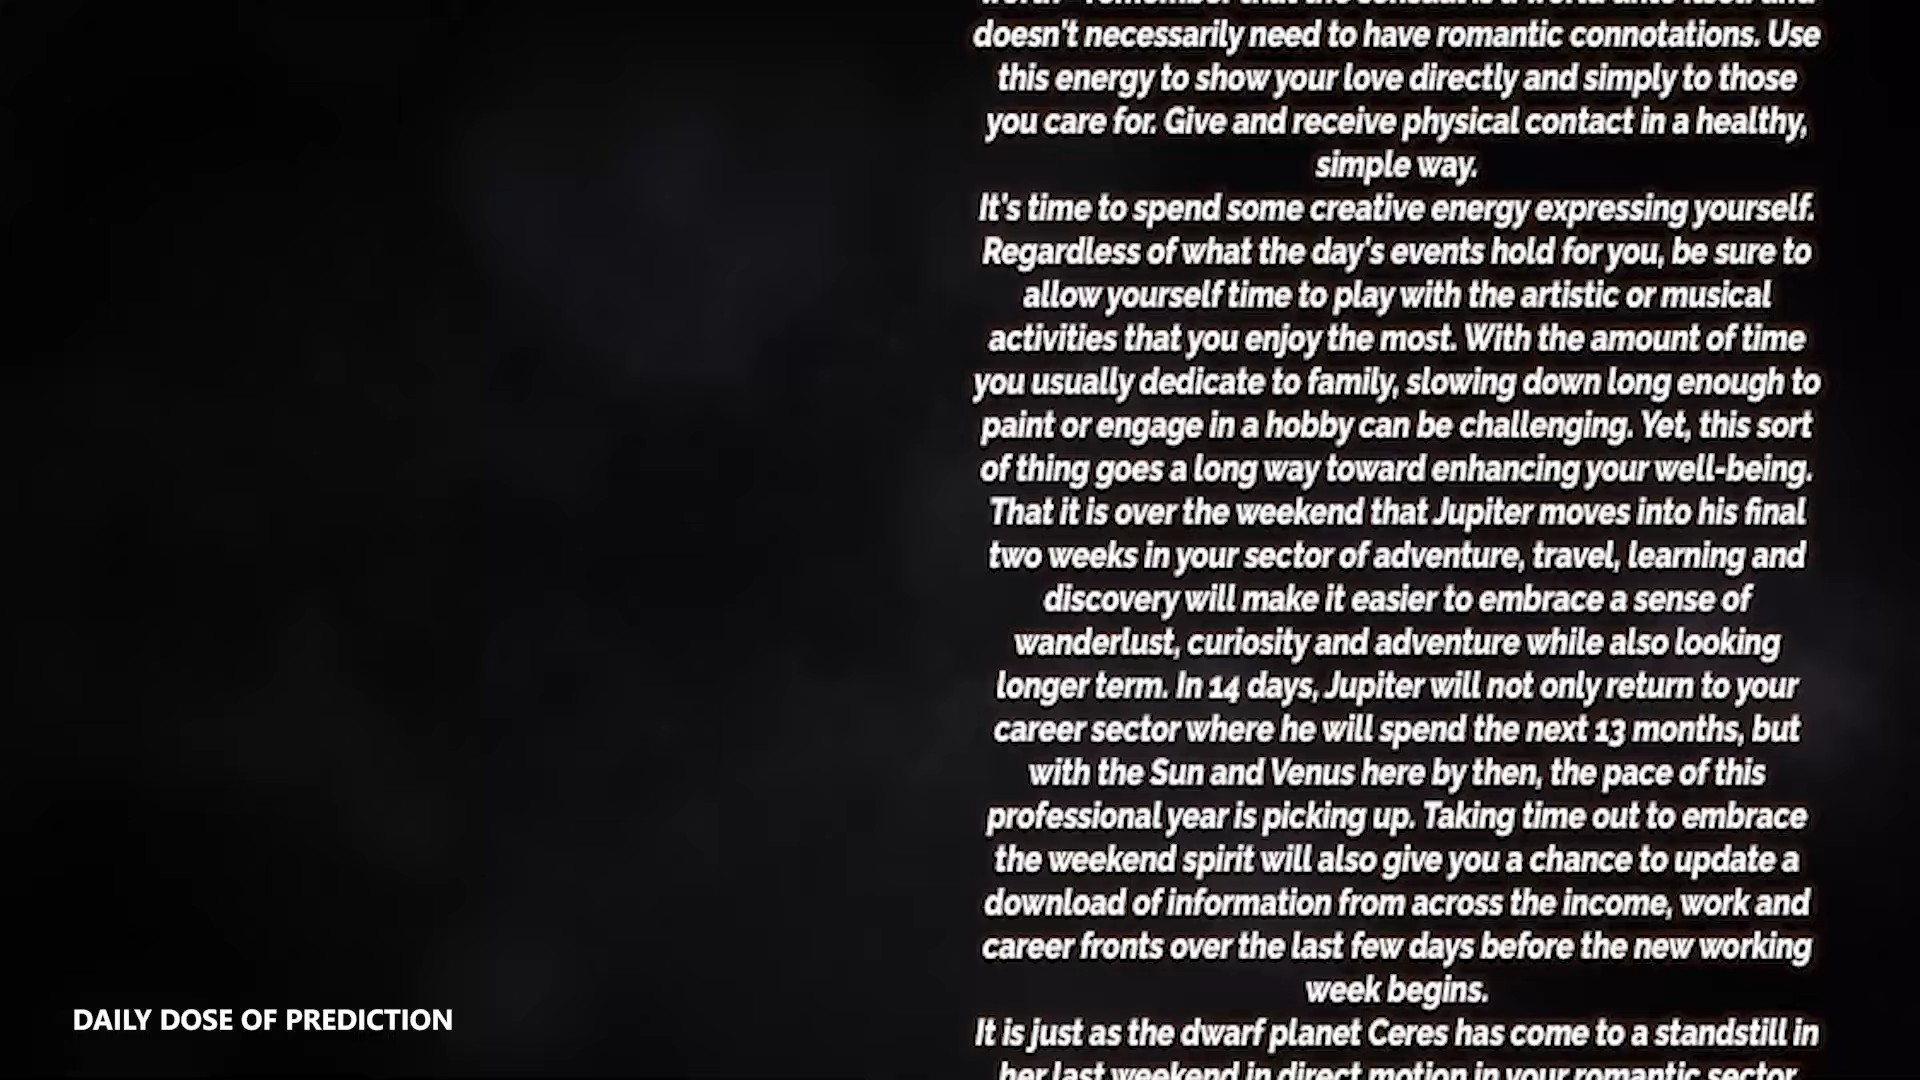 doesn't necessarily need to have romantic connotations. Use
this energy to show your love directly and simply to those
you care for. Give and receive physical contact in a healthy,
simple way.
It's time to spend some creative energy expressing yourself.
Regardless of what the day's events hold for you, be sure to
allow yourself time to play with the artistic or musical
activities that you enjoy the most. With the amount of time
you usually dedicate to family, slowing down long enough to
paint or engage in a hobby can be challenging. Yet, this sort
of thing goes a long way toward enhancing your well-being.
That it is over the weekend that Jupiter moves into his final
two weeks in your sector of adventure, travel, learning and
discovery will make it easier to embrace a sense of
wanderlust, curiosity and adventure while also looking
longer term. In 14 days, Jupiter will not only return to your
career sector where he will spend the next 13 months, but
with the Sun and Venus here by then, the pace of this
professional year is picking up. Taking time out to embrace
the weekend spirit will also give you a chance to update a
download of information from across the income, work and
career fronts over the last few days before the new working
week begins.
It is just as the dwarf planet Ceres has come to a standstill in
her last weekend in direct motion in your romantic sector
DAILY DOSE OF PREDICTION